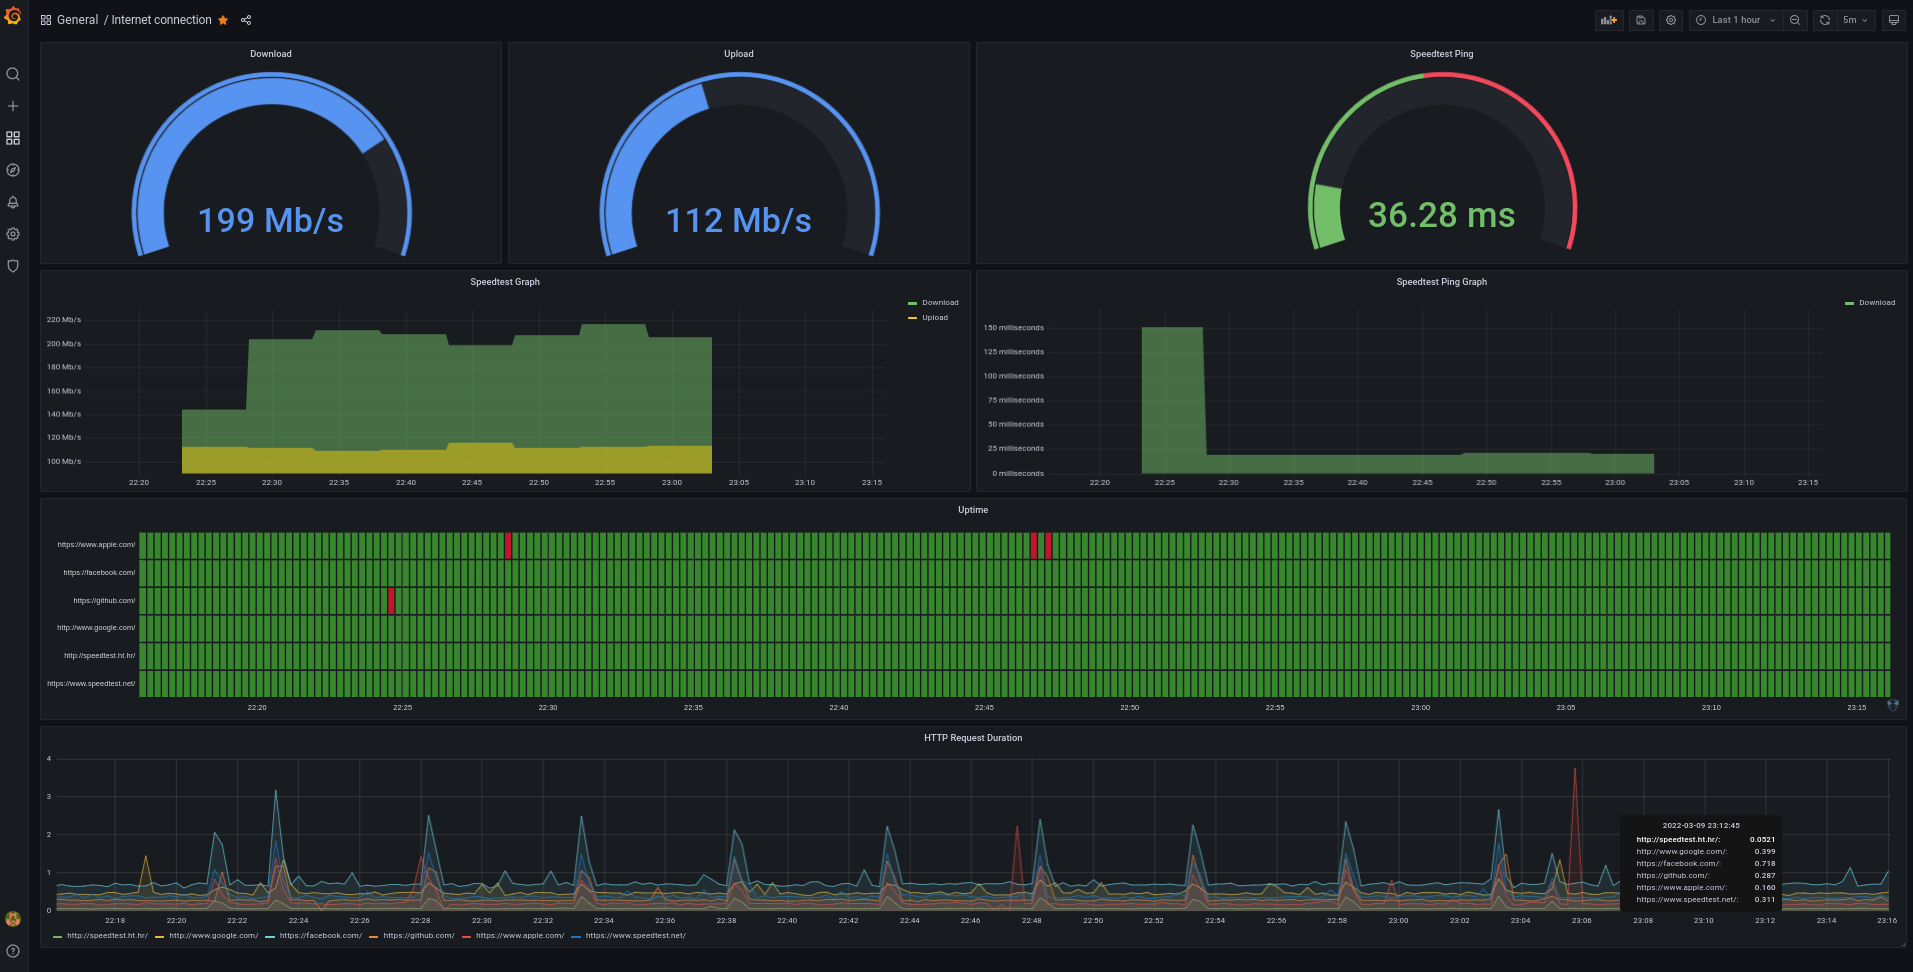 General / Internet connection
Last 1 hour
5m
Download
Upload
Speedtest Ping
199 Mb/s
112 Mb/s
36.28 ms
Speedtest Graph
Download
Upload
220 Mb/s
200 Mb/s
180 Mb/s
160 Mb/s
140 Mb/s
120 Mb/s
100 Mb/s
22:20 22:25 22:30 22:35 22:40 22:45 22:50 22:55 23:00 23:05 23:10 23:15
Speedtest Ping Graph
Download
150 milliseconds
125 milliseconds
100 milliseconds
75 milliseconds
50 milliseconds
25 milliseconds
0 milliseconds
22:20 22:25 22:30 22:35 22:40 22:45 22:50 22:55 23:00 23:05 23:10 23:15
Uptime
https://www.apple.com/
https://facebook.com/
https://github.com/
http://www.google.com/
http://speedtest.ht.hr/
https://www.speedtest.net/
22:20 22:25 22:30 22:35 22:40 22:45 22:50 22:55 23:00 23:05 23:10 23:15
HTTP Request Duration
4
3
2
1
0
2022-03-09 23:12:45
http://speedtest.ht.hr/: 0.0521
http://www.google.com/: 0.399
https://facebook.com/: 0.718
https://github.com/: 0.287
https://www.apple.com/: 0.160
https://www.speedtest.net/: 0.311
22:18 22:20 22:22 22:24 22:26 22:28 22:30 22:32 22:34 22:36 22:38 22:40 22:42 22:44 22:46 22:48 22:50 22:52 22:54 22:56 22:58 23:00 23:02 23:04 23:06 23:08 23:10 23:12 23:14 23:16
http://speedtest.ht.hr/ http://www.google.com/ https://facebook.com/ https://github.com/ https://www.apple.com/ https://www.speedtest.net/